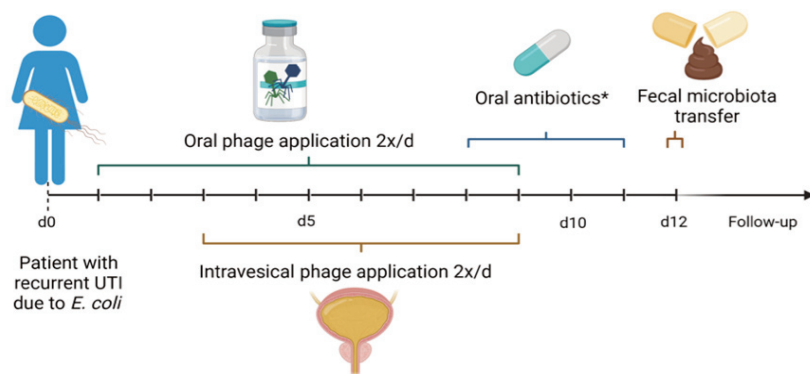 Oral antibiotics*
Fecal microbiota
transfer
Oral phage application 2x/d
d0
d5
d10
d12
Follow-up
Patient with
recurrent UTI
due to E. coli
Intravesical phage application 2x/d